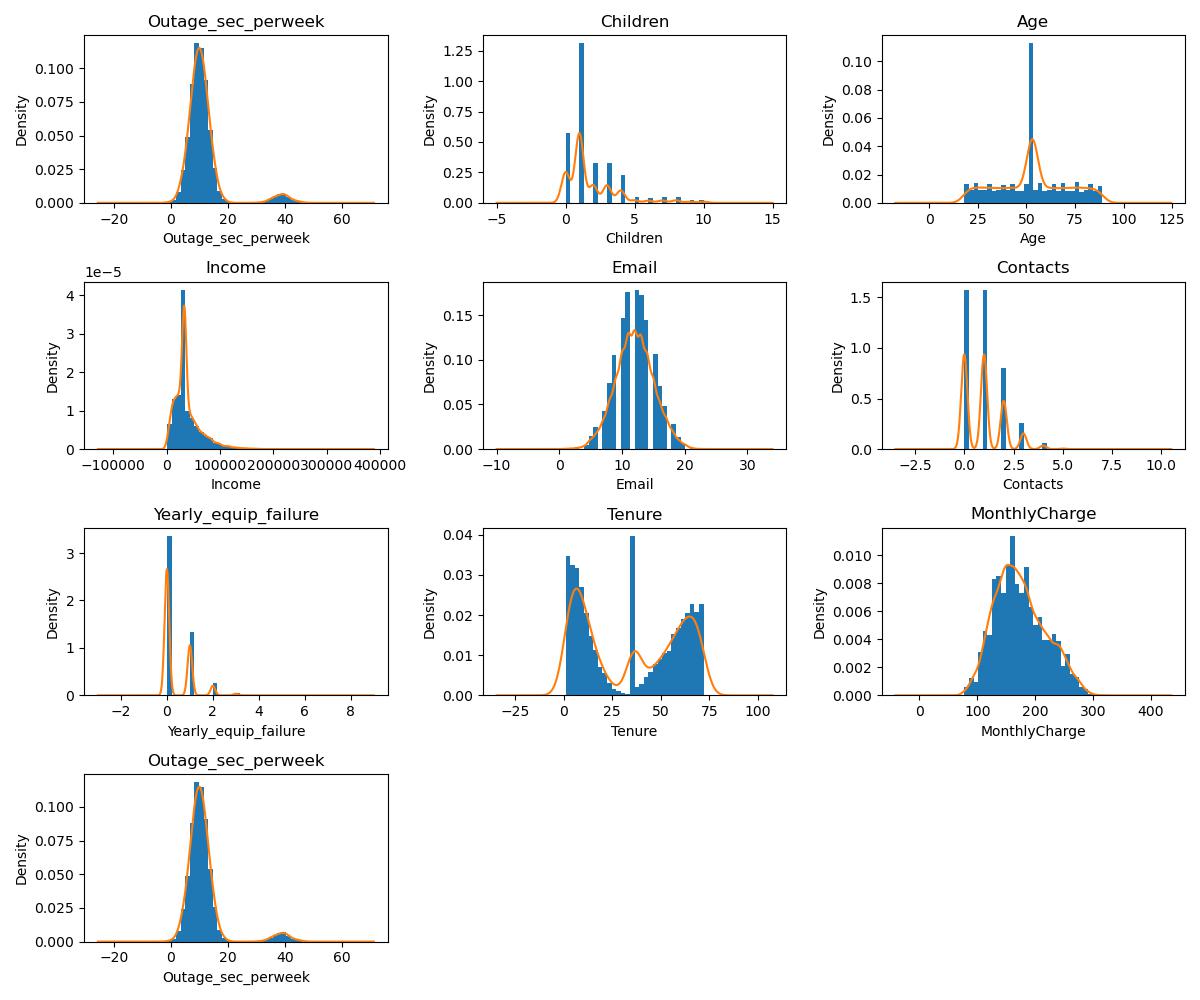 Outage_sec_perweek
Density
0.100
0.075
0.050
0.025
0.000
−20 0 20 40 60
Outage_sec_perweek
Children
Density
1.25
1.00
0.75
0.50
0.25
0.00
−5 0 5 10 15
Children
Age
Density
0.10
0.08
0.06
0.04
0.02
0.00
0 25 50 75 100 125
Age
Income
1e−5
Density
4
3
2
1
0
−100000 0 100000 200000 300000 400000
Income
Email
Density
0.15
0.10
0.05
0.00
−10 0 10 20 30
Email
Contacts
Density
1.5
1.0
0.5
0.0
−2.5 0.0 2.5 5.0 7.5 10.0
Contacts
Yearly_equip_failure
Density
3
2
1
0
−2 0 2 4 6 8
Yearly_equip_failure
Tenure
Density
0.04
0.03
0.02
0.01
0.00
−25 0 25 50 75 100
Tenure
MonthlyCharge
Density
0.010
0.008
0.006
0.004
0.002
0.000
0 100 200 300 400
MonthlyCharge
Outage_sec_perweek
Density
0.100
0.075
0.050
0.025
0.000
−20 0 20 40 60
Outage_sec_perweek